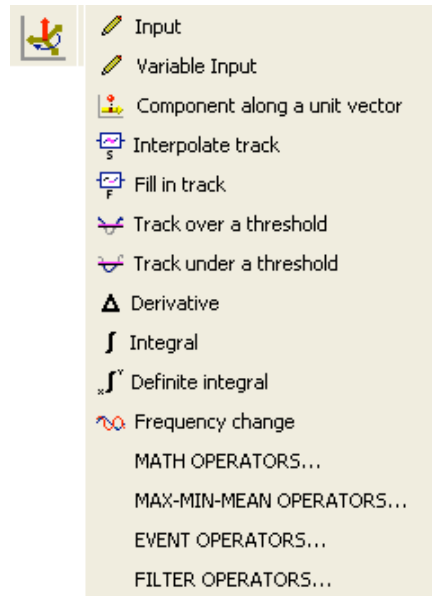 Input
Variable Input
Component along a unit vector
Interpolate track
Fill in track
Track over a threshold
Track under a threshold
Derivative
Integral
Definite integral
Frequency change
MATH OPERATORS...
MAX-MIN-MEAN OPERATORS...
EVENT OPERATORS...
FILTER OPERATORS...